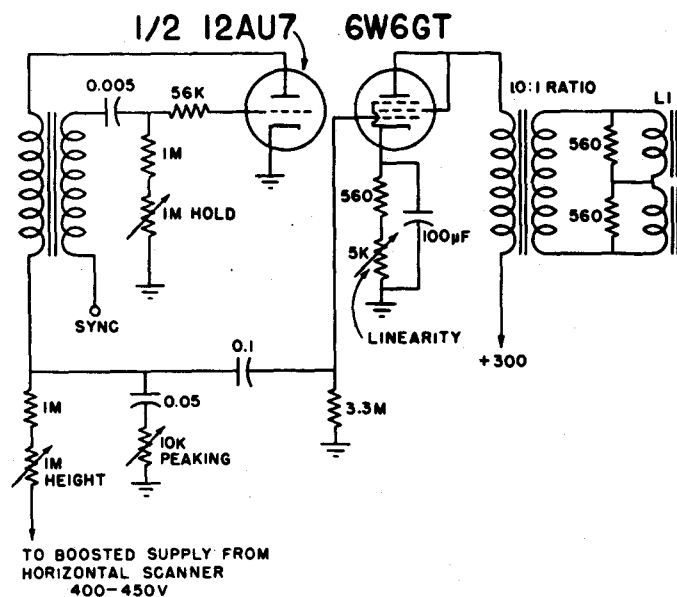 1/2 12AU7
6W6GT
0.005
56K
10:1 RATIO
L1
1M
560
1M HOLD
560
560
100µF
5K
SYNC
LINEARITY
+300
0.1
1M
0.05
3.3M
10K
PEAKING
1M
HEIGHT
TO BOOSTED SUPPLY FROM
HORIZONTAL SCANNER
400-450V